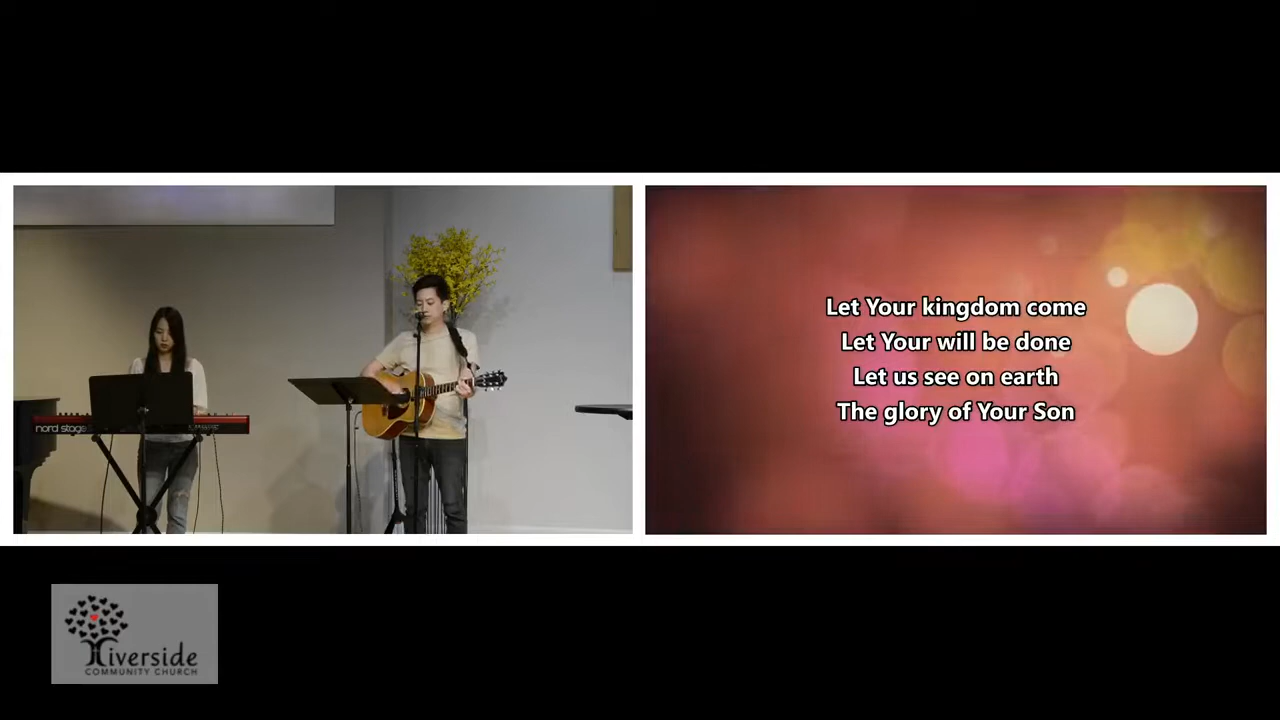 nord stage
Let Your kingdom come
Let Your will be done
Let us see on earth
The glory of Your Son
Riverside
COMMUNITY CHURCH